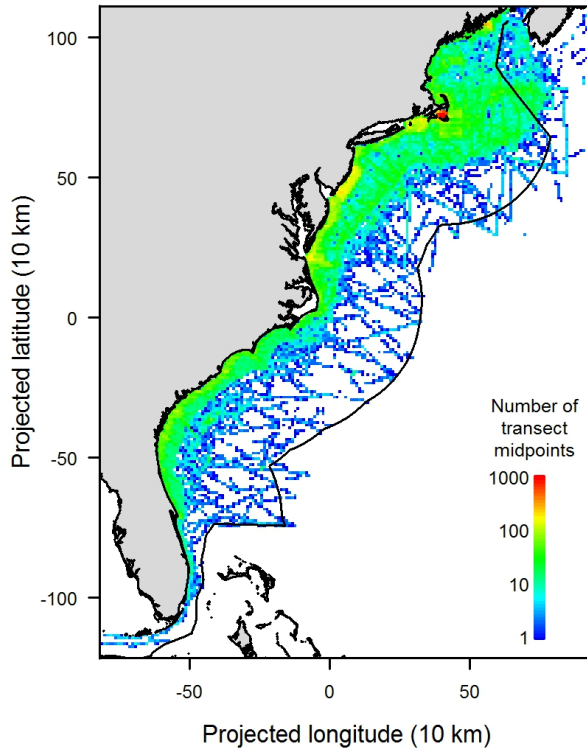 100
50
0
-50
-100
Projected latitude (10 km)
Number of
transect
midpoints
1000
100
10
1
-50
0
50
Projected longitude (10 km)